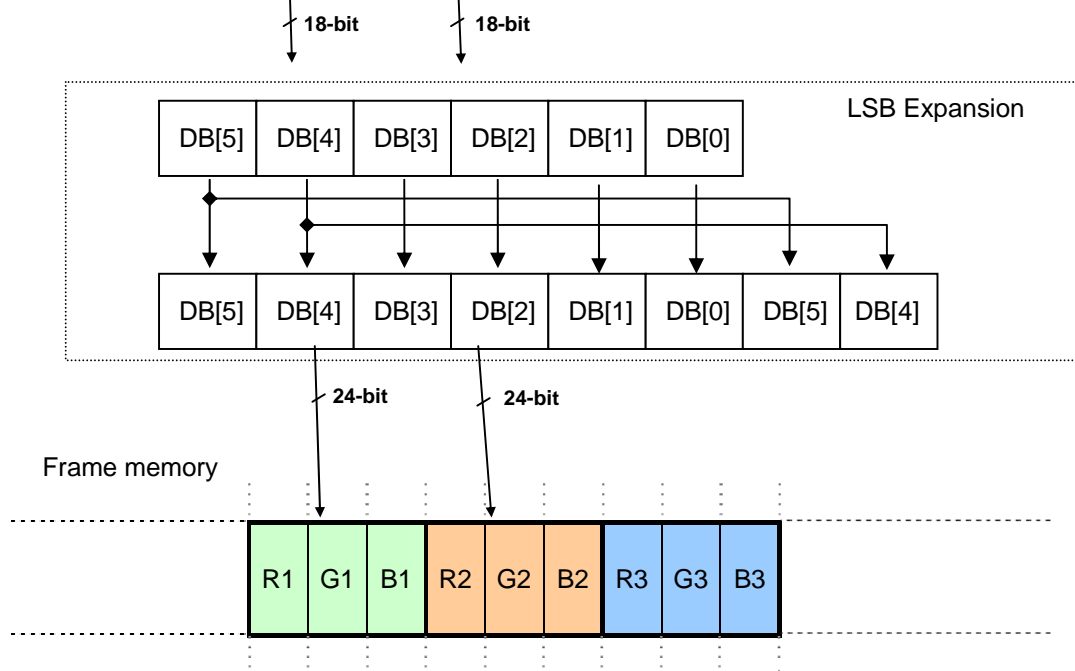 18-bit 18-bit
LSB Expansion
DB[5] DB[4] DB[3] DB[2] DB[1] DB[0]
DB[5] DB[4] DB[3] DB[2] DB[1] DB[0] DB[5] DB[4]
24-bit 24-bit
Frame memory
R1 G1 B1 R2 G2 B2 R3 G3 B3